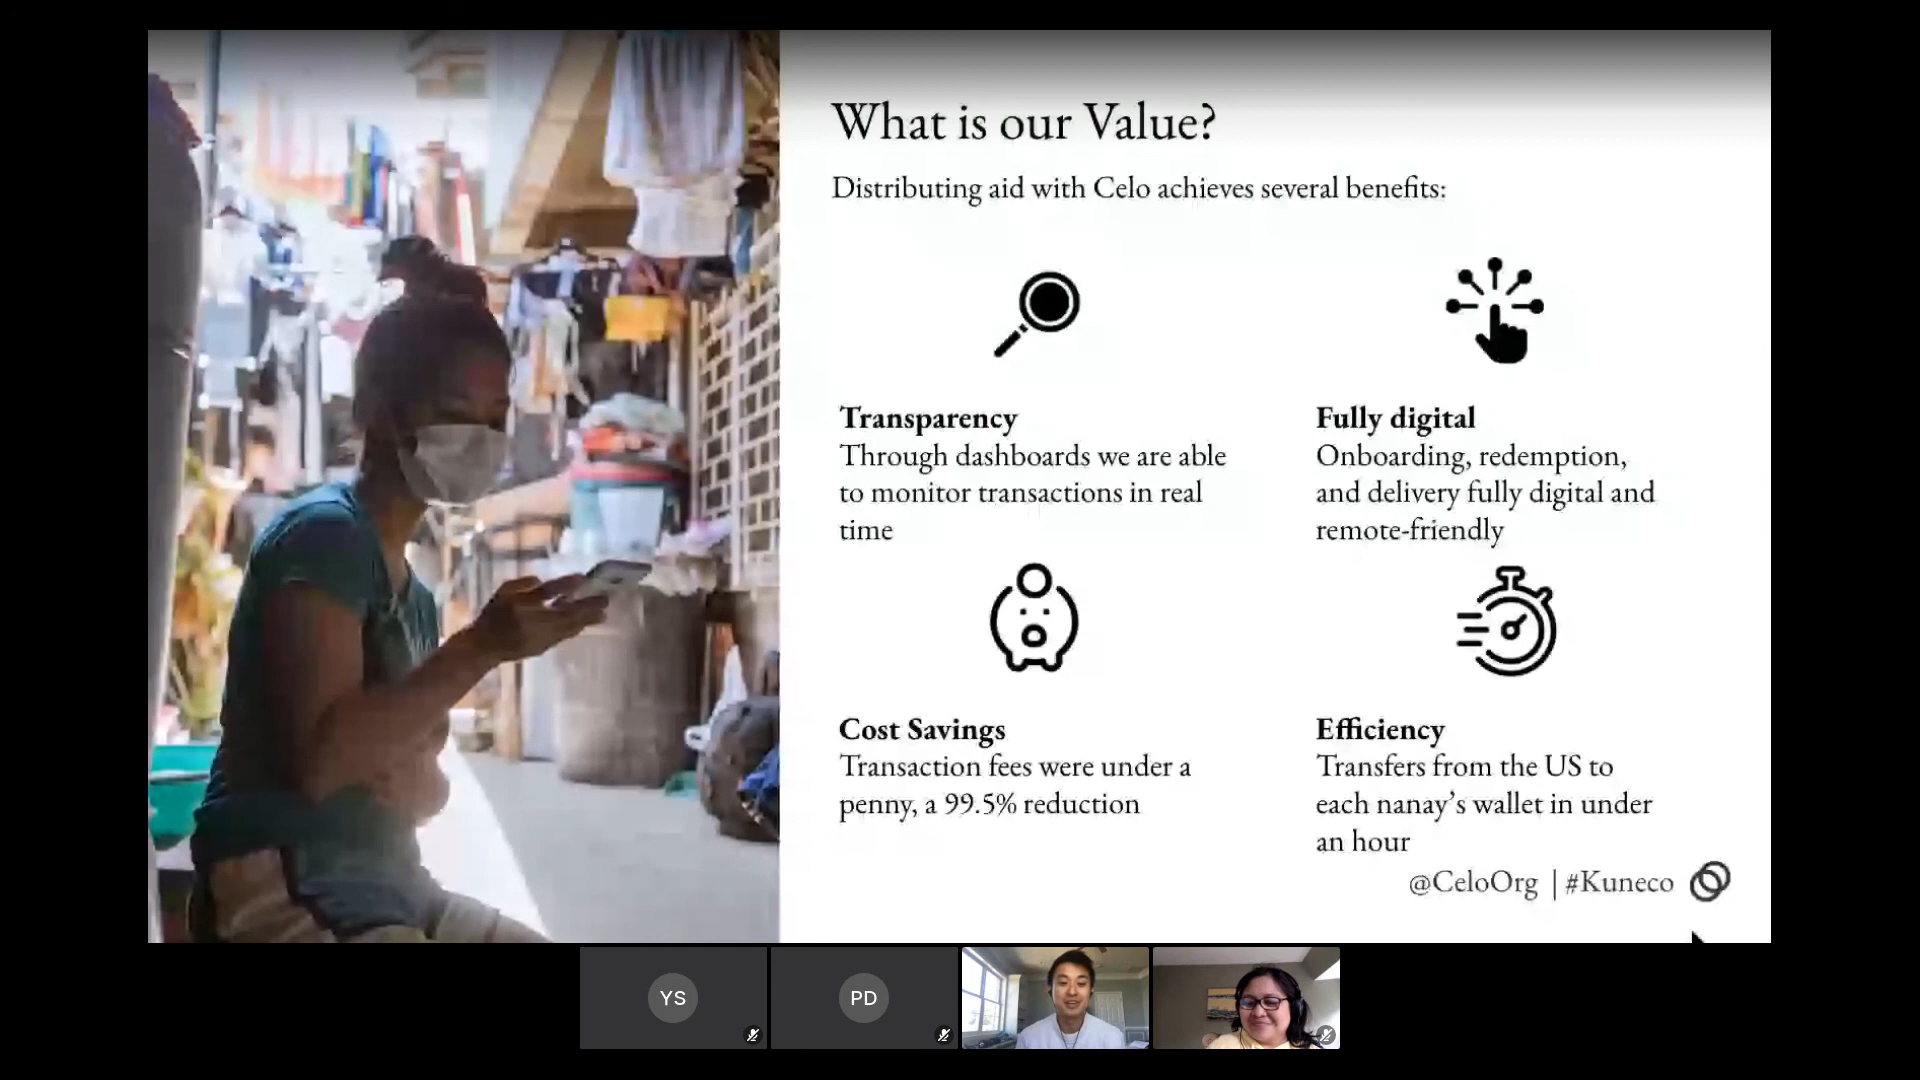 What is our Value?
Distributing aid with Celo achieves several benefits:
Transparency
Through dashboards we are able
to monitor transactions in real
time
Fully digital
Onboarding, redemption,
and delivery fully digital and
remote-friendly
Cost Savings
Transaction fees were under a
penny, a 99.5% reduction
Efficiency
Transfers from the US to
each nanay’s wallet in under
an hour
@CeloOrg | #Kuneco
YS
PD